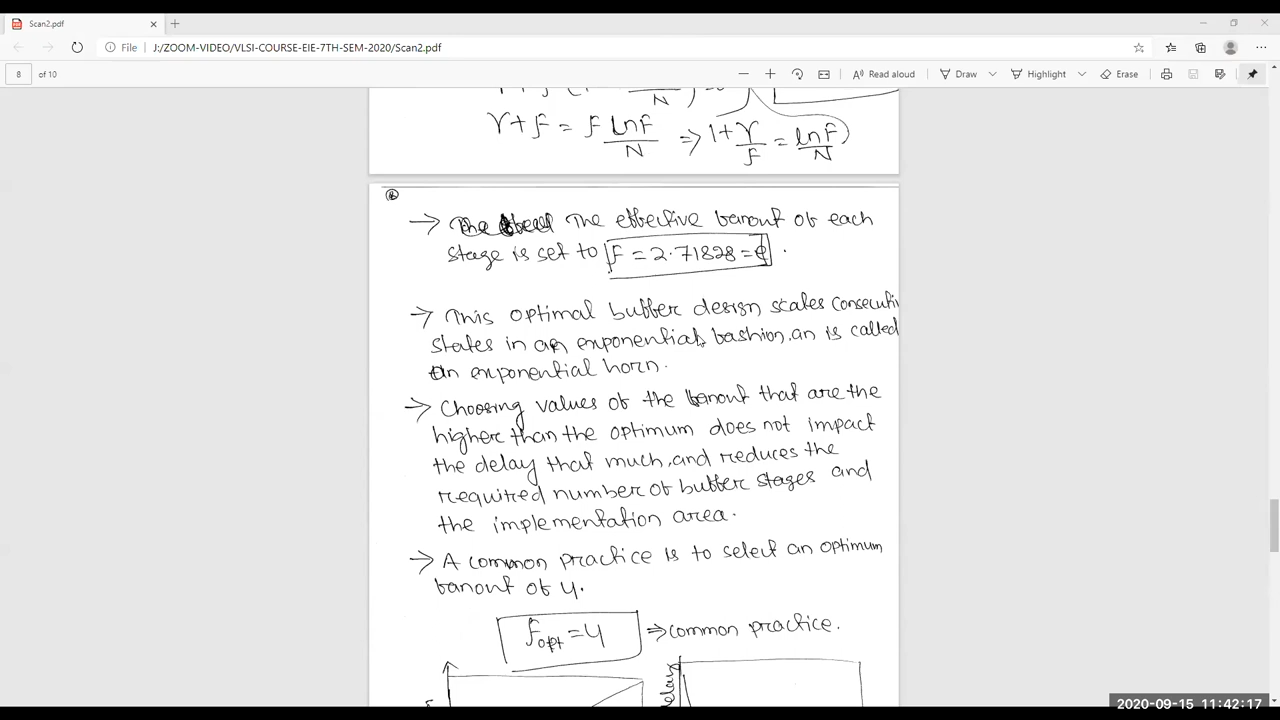 Scan2.pdf
File J:/ZOOM-VIDEO/VLSI-COURSE-EIE-7TH-SEM-2020/Scan2.pdf
8 of 10 Read aloud Draw Highlight Erase
N
γ+f = f lnF/N ⇒ 1+γ/f = lnF/N
→ The The effective fanout of each
stage is set to f = 2.71828 = e .
→ This optimal buffer design scales consecuti
states in an exponential, fashion, an is called
an exponential horn.
→ Choosing values of the fanout that are the
higher than the optimum does not impact
the delay that much, and reduces the
required number of buffer stages and
the implementation area.
→ A common practice is to select an optimum
fanout of 4.
fopt = 4 ⇒ common practice.
elay
2020-09-15 11:42:17